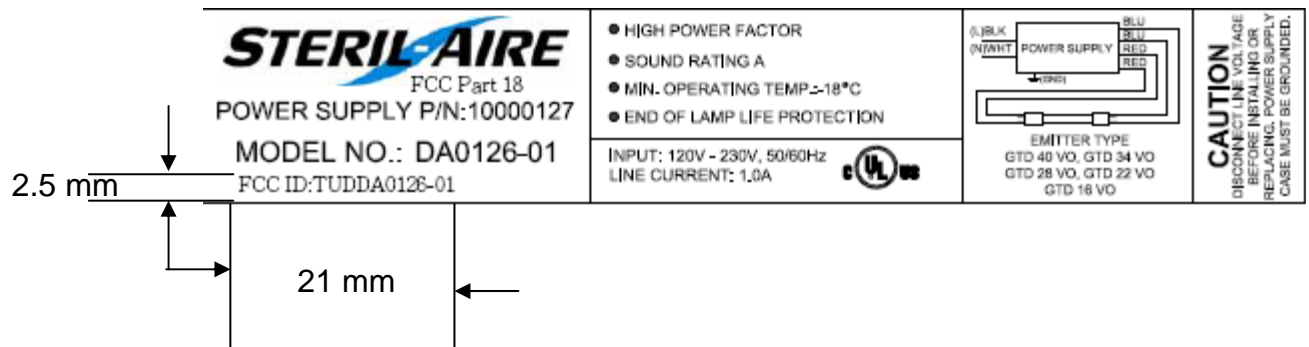 STERIL-AIRE
FCC Part 18
POWER SUPPLY P/N:10000127
MODEL NO.: DA0126-01
FCC ID:TUDDA0126-01
2.5 mm
21 mm
HIGH POWER FACTOR
SOUND RATING A
MIN. OPERATING TEMP.:-18°C
END OF LAMP LIFE PROTECTION
INPUT: 120V - 230V, 50/60Hz
LINE CURRENT: 1.0A
c UL us
(L)BLK
(N)WHT
POWER SUPPLY
(GND)
BLU
BLU
RED
RED
EMITTER TYPE
GTD 40 VO, GTD 34 VO
GTD 28 VO, GTD 22 VO
GTD 16 VO
CAUTION
DISCONNECT LINE VOLTAGE
BEFORE INSTALLING OR
REPLACING. POWER SUPPLY
CASE MUST BE GROUNDED.